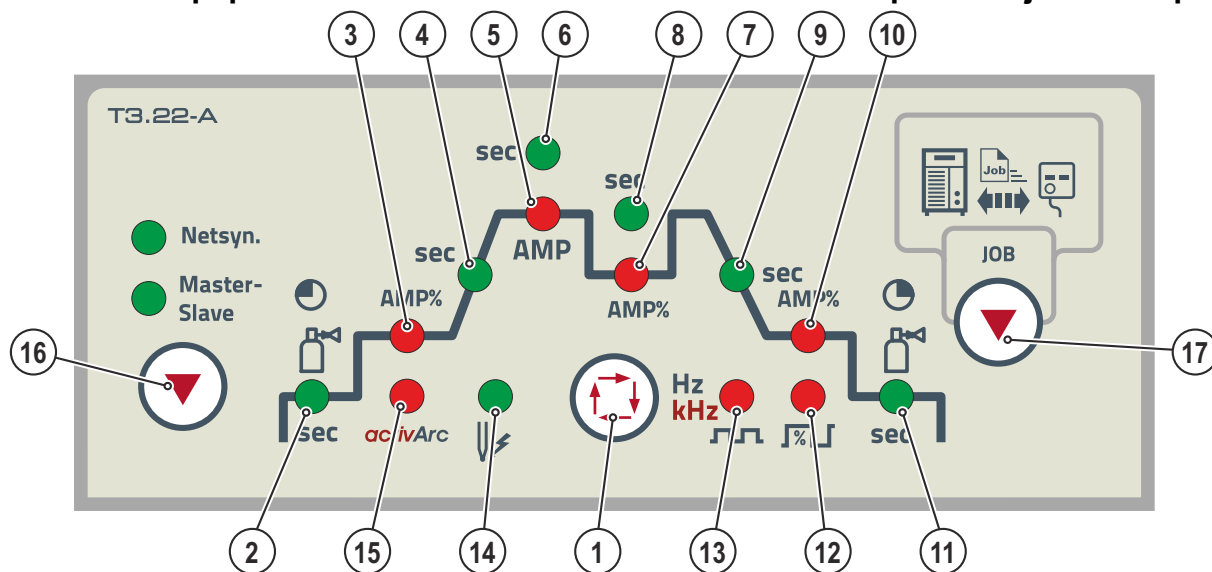 3 4 5 6 8 7 9 10
T3.22-A
sec
sec
Job
Netsyn.
sec
AMP
sec
JOB
Master-
Slave
AMP%
AMP%
AMP%
16
17
Hz
kHz
sec
activArc
%
sec
2 15 14 1 13 12 11